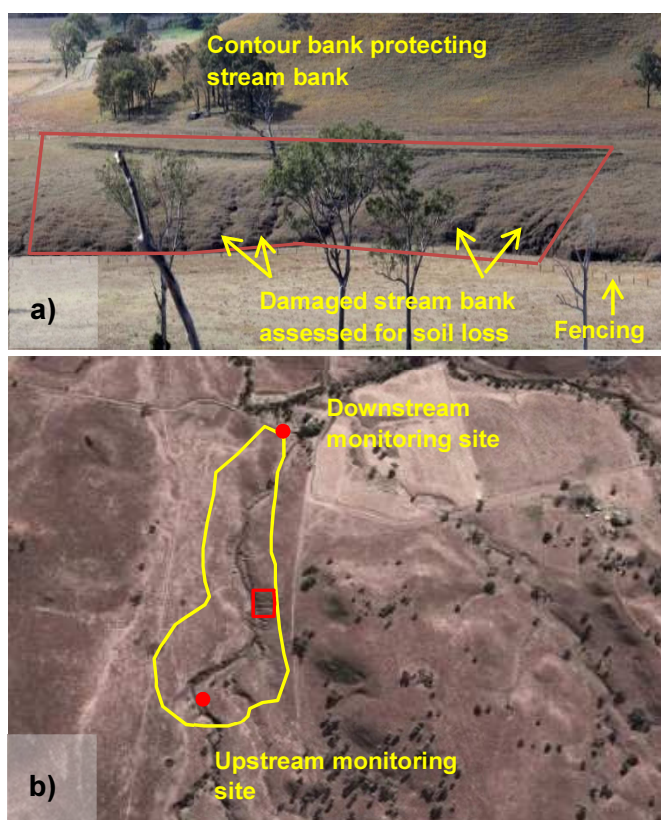 Contour bank protecting
stream bank
Damaged stream bank
assessed for soil loss
Fencing
a)
Downstream
monitoring site
Upstream monitoring
site
b)